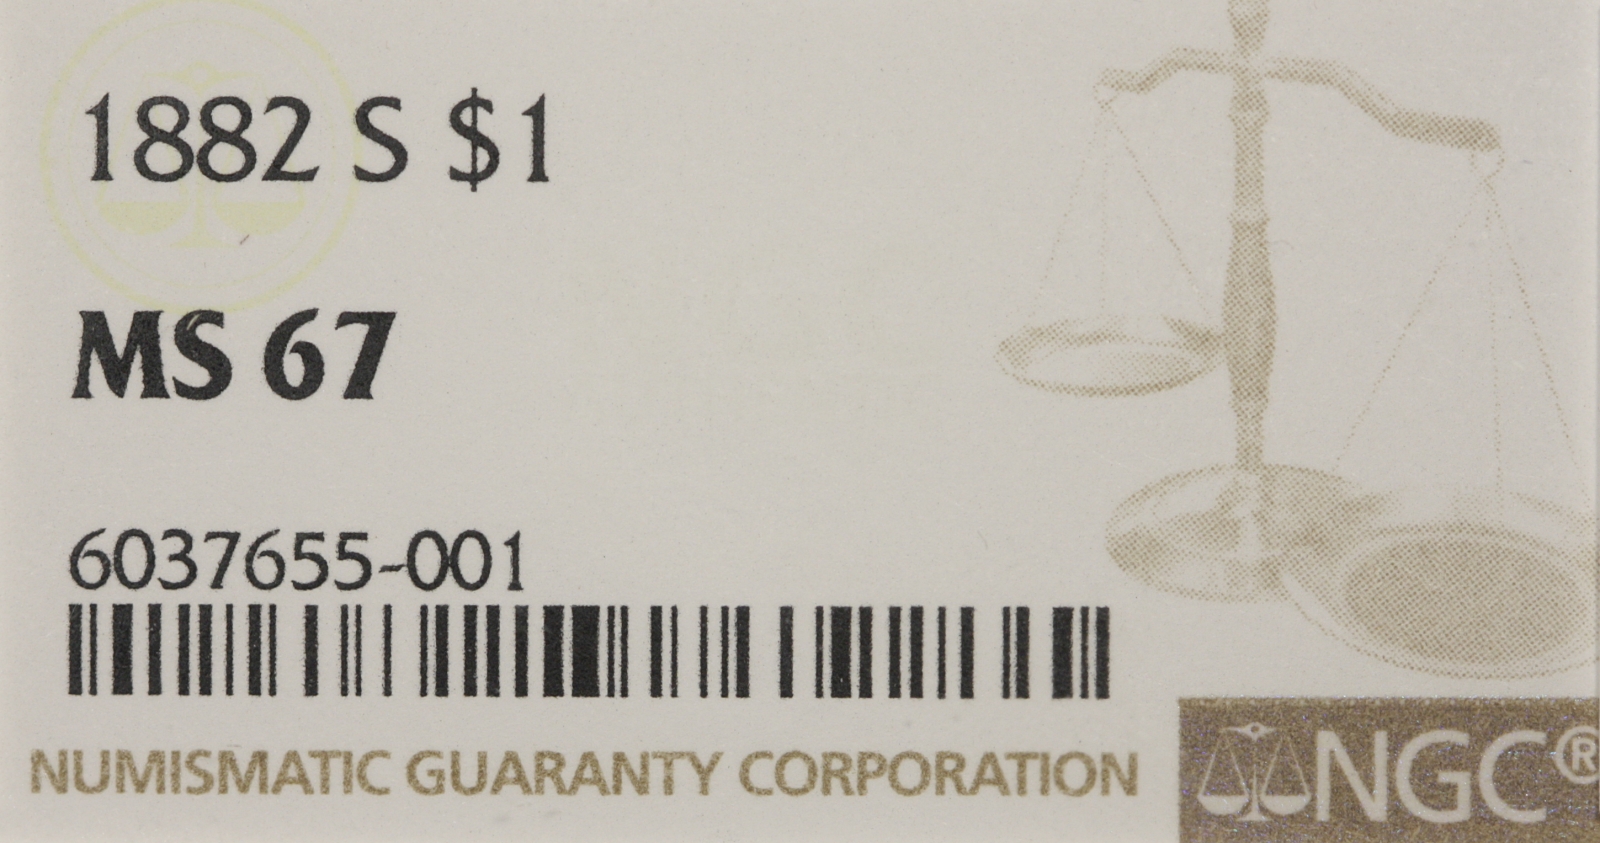 1882 S $1
MS 67
6037655-001
NUMISMATIC GUARANTY CORPORATION
NGC®